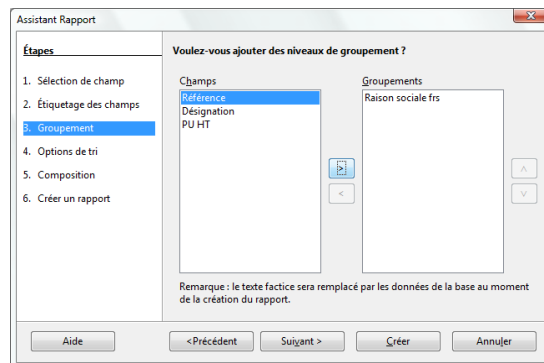 Assistant Rapport
Étapes
1. Sélection de champ
2. Étiquetage des champs
3. Groupement
4. Options de tri
5. Composition
6. Créer un rapport
Voulez-vous ajouter des niveaux de groupement ?
Champs
Référence
Désignation
PU HT
>
<
Groupements
Raison sociale frs
Remarque : le texte factice sera remplacé par les données de la base au moment
de la création du rapport.
Aide
<Précédent
Suivant >
Créer
Annuler